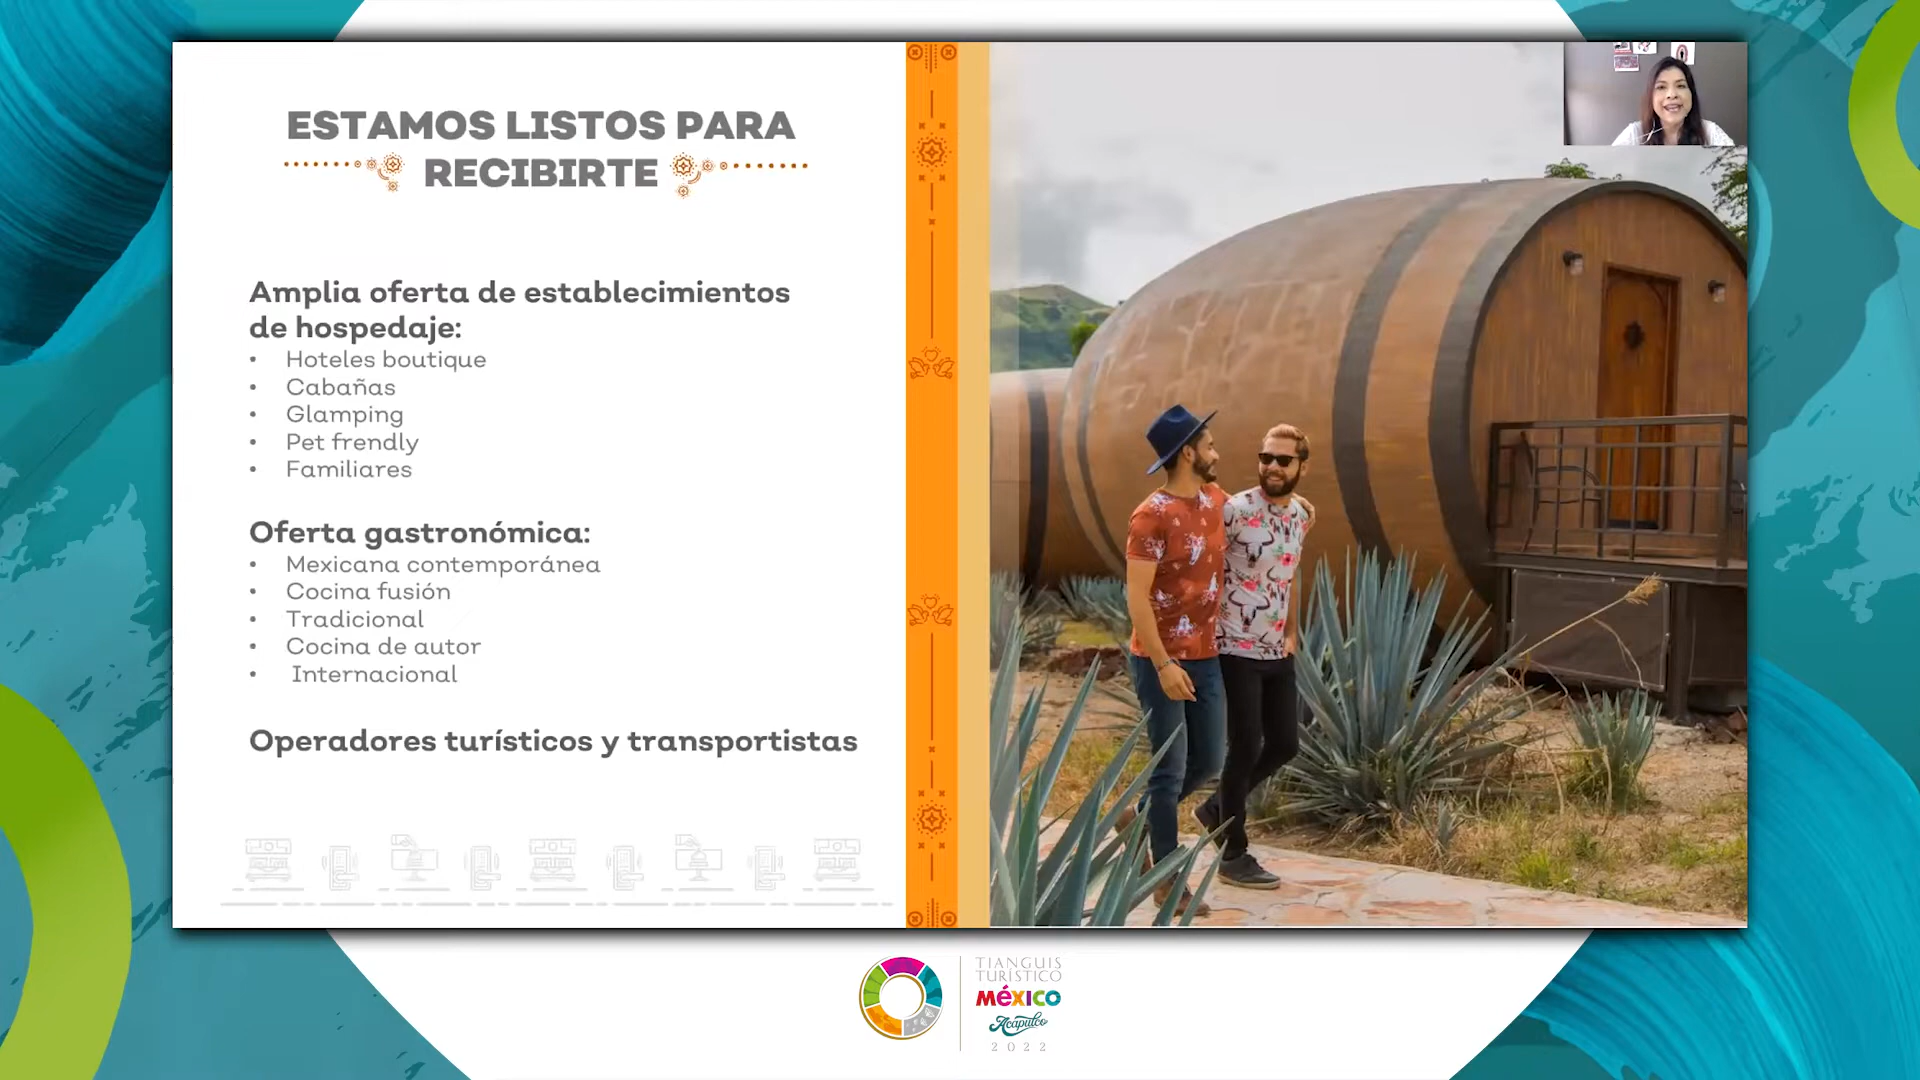 ESTAMOS LISTOS PARA
RECIBIRTE
Amplia oferta de establecimientos
de hospedaje:
• Hoteles boutique
• Cabañas
• Glamping
• Pet frendly
• Familiares
Oferta gastronómica:
• Mexicana contemporánea
• Cocina fusión
• Tradicional
• Cocina de autor
• Internacional
Operadores turísticos y transportistas
TIANGUIS
TURÍSTICO
MéXICO
Acapulco
2022